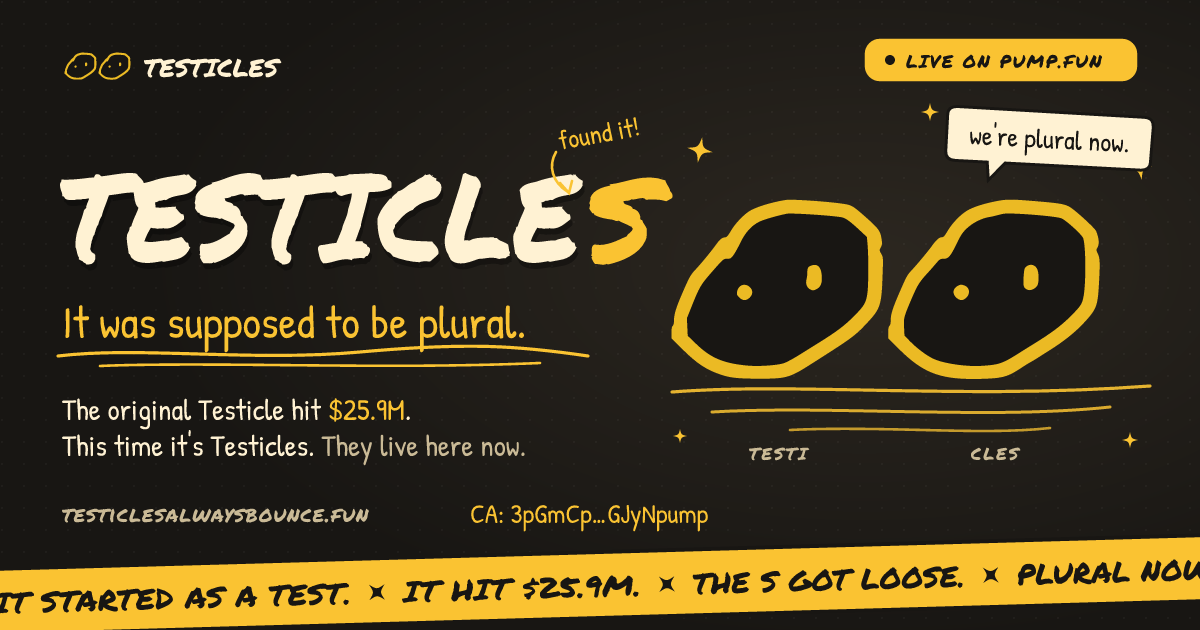 TESTICLES
LIVE ON PUMP.FUN
found it!
we're plural now.
TESTICLES
It was supposed to be plural.
The original Testicle hit $25.9M.
This time it's Testicles. They live here now.
TESTI
CLES
TESTICLESALWAYSBOUNCE.FUN
CA: 3pGmCp...GJyNpump
IT STARTED AS A TEST. ✦ IT HIT $25.9M. ✦ THE S GOT LOOSE. ✦ PLURAL NOW